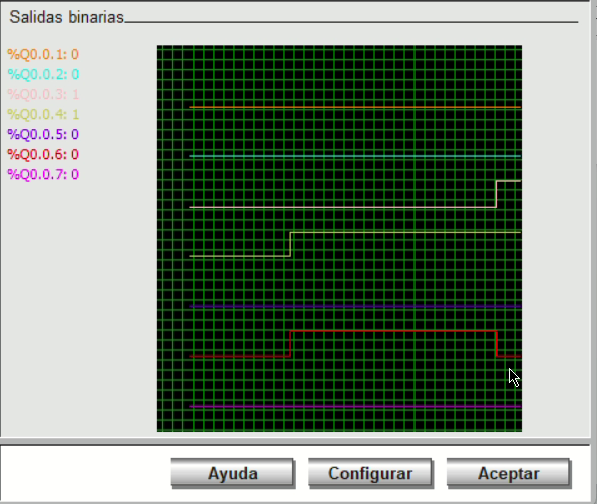 Salidas binarias
%Q0.0.1: 0
%Q0.0.2: 0
%Q0.0.3: 1
%Q0.0.4: 1
%Q0.0.5: 0
%Q0.0.6: 0
%Q0.0.7: 0
Ayuda Configurar Aceptar